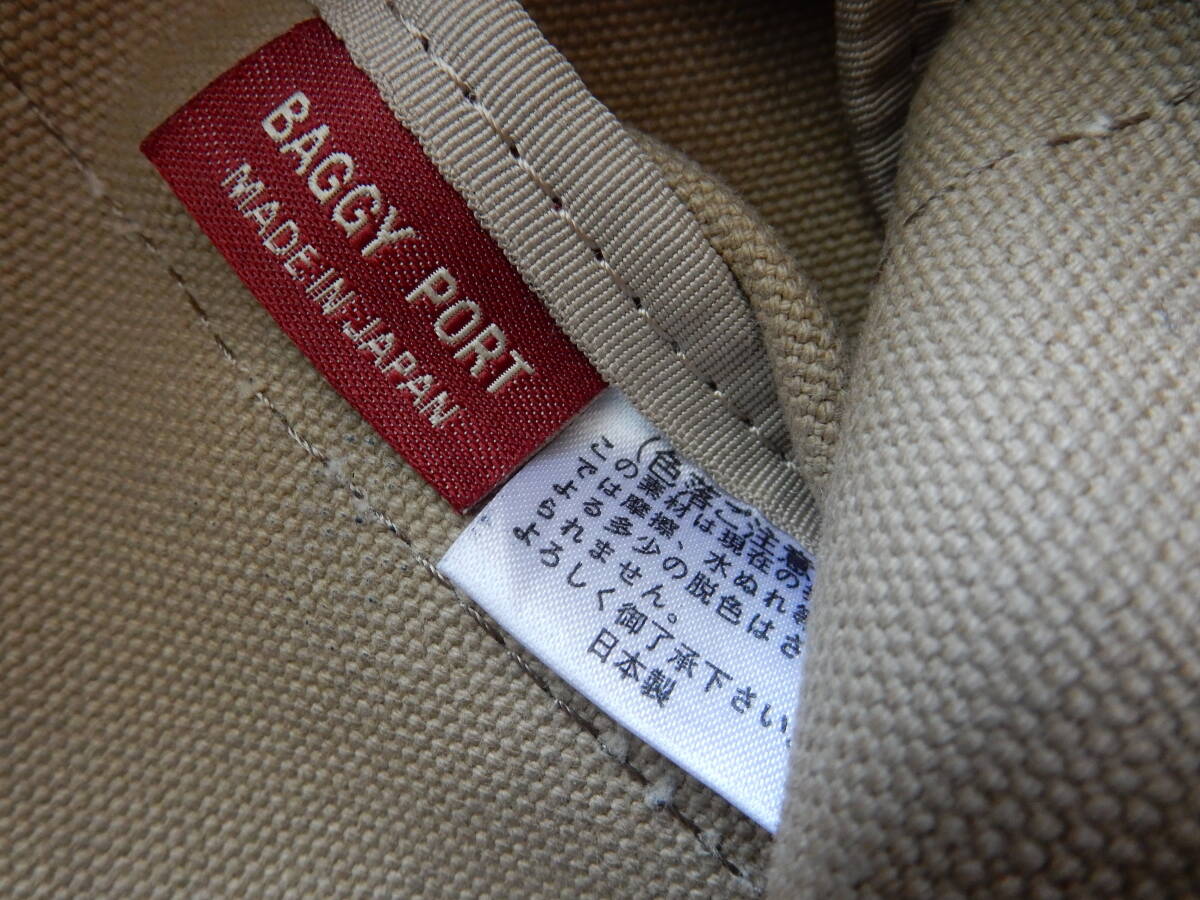 BAGGY PORT
MADE IN JAPAN
(色落ご注意
この素材は現在の
では摩擦、水ぬれ等
よる多少の脱色はさ
られません。
よろしく御了承下さい
日本製